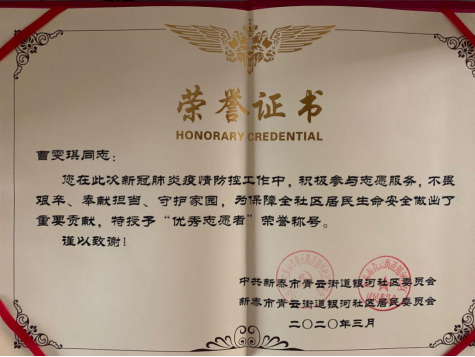 荣誉证书
HONORARY CREDENTIAL
曹雯琪同志：
您在此次新冠肺炎疫情防控工作中，积极参与志愿服务，不畏
艰辛、奉献担当、守护家园，为保障全社区居民生命安全做出了
重要贡献，特授予“优秀志愿者”荣誉称号。
谨以致谢！
中共新泰市青云街道银河社区委员会
新泰市青云街道银河社区居民委员会
二〇二〇年三月